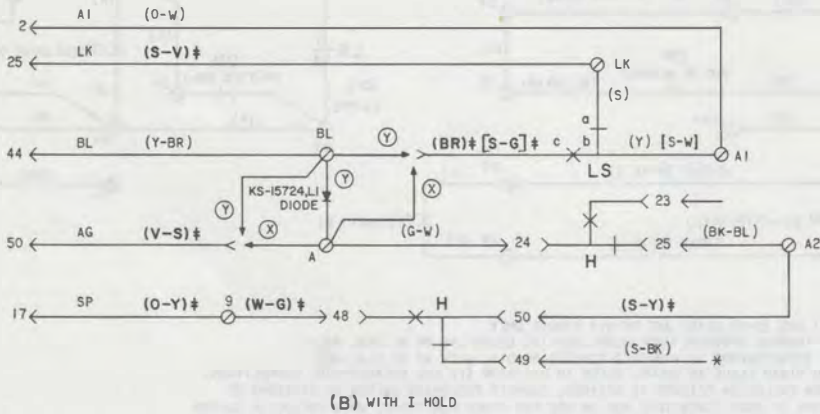 2 A1 (O-W)
25 LK (S-V)‡ LK
(S)
a
44 BL (Y-BR) BL Y (BR)‡ [S-G]‡ c b (Y) [S-W] A1
LS
KS-15724,L1 Y
DIODE
Y X 23
50 AG (V-S)‡ X A (G-W) 24 25 (BK-BL) A2
H
17 SP (O-Y)‡ 9 (W-G)‡ 48 H 50 (S-Y)‡
49 (S-BK) *
(B) WITH I HOLD